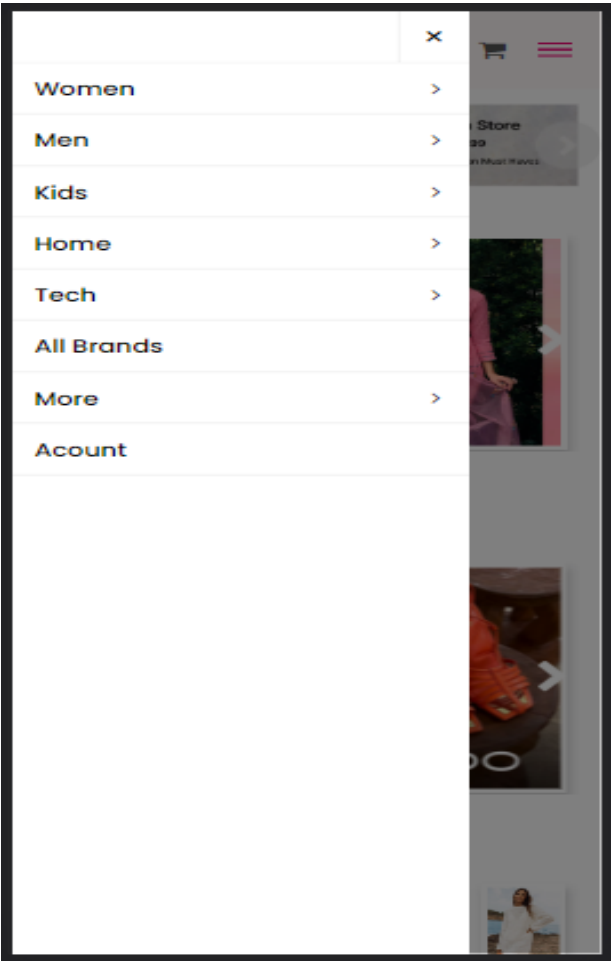 ×
Women >
Men >
Kids >
Home >
Tech >
All Brands
More >
Acount
Store